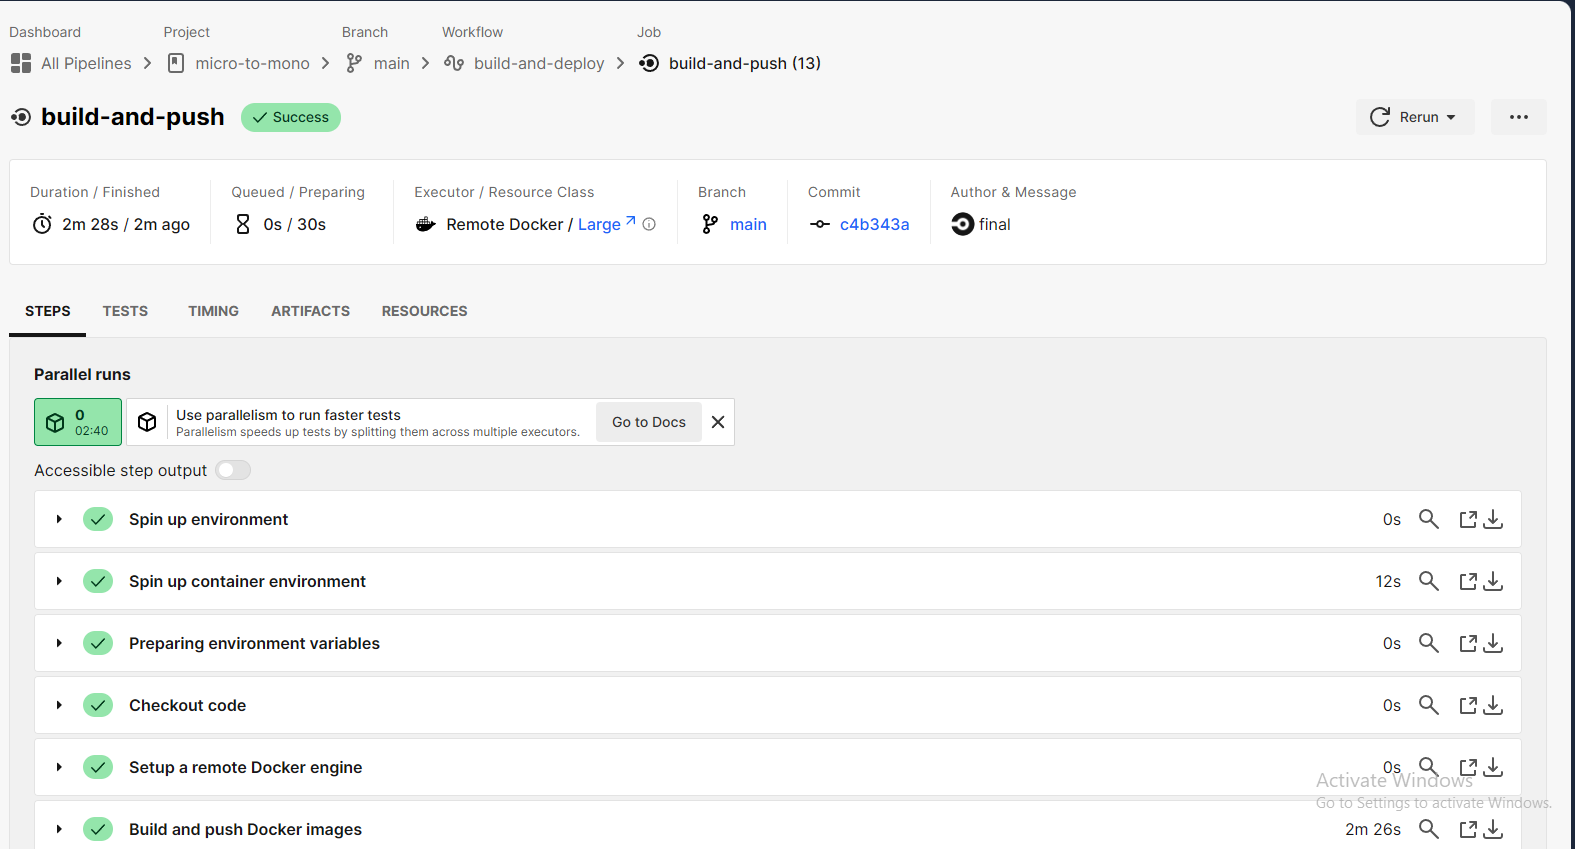 Dashboard Project Branch Workflow Job
All Pipelines micro-to-mono main build-and-deploy build-and-push (13)
build-and-push Success Rerun
Duration / Finished Queued / Preparing Executor / Resource Class Branch Commit Author & Message
2m 28s / 2m ago 0s / 30s Remote Docker / Large main c4b343a final
STEPS TESTS TIMING ARTIFACTS RESOURCES
Parallel runs
0
02:40
Use parallelism to run faster tests
Parallelism speeds up tests by splitting them across multiple executors.
Go to Docs
Accessible step output
Spin up environment 0s
Spin up container environment 12s
Preparing environment variables 0s
Checkout code 0s
Setup a remote Docker engine 0s
Activate Windows
Go to Settings to activate Windows.
Build and push Docker images 2m 26s